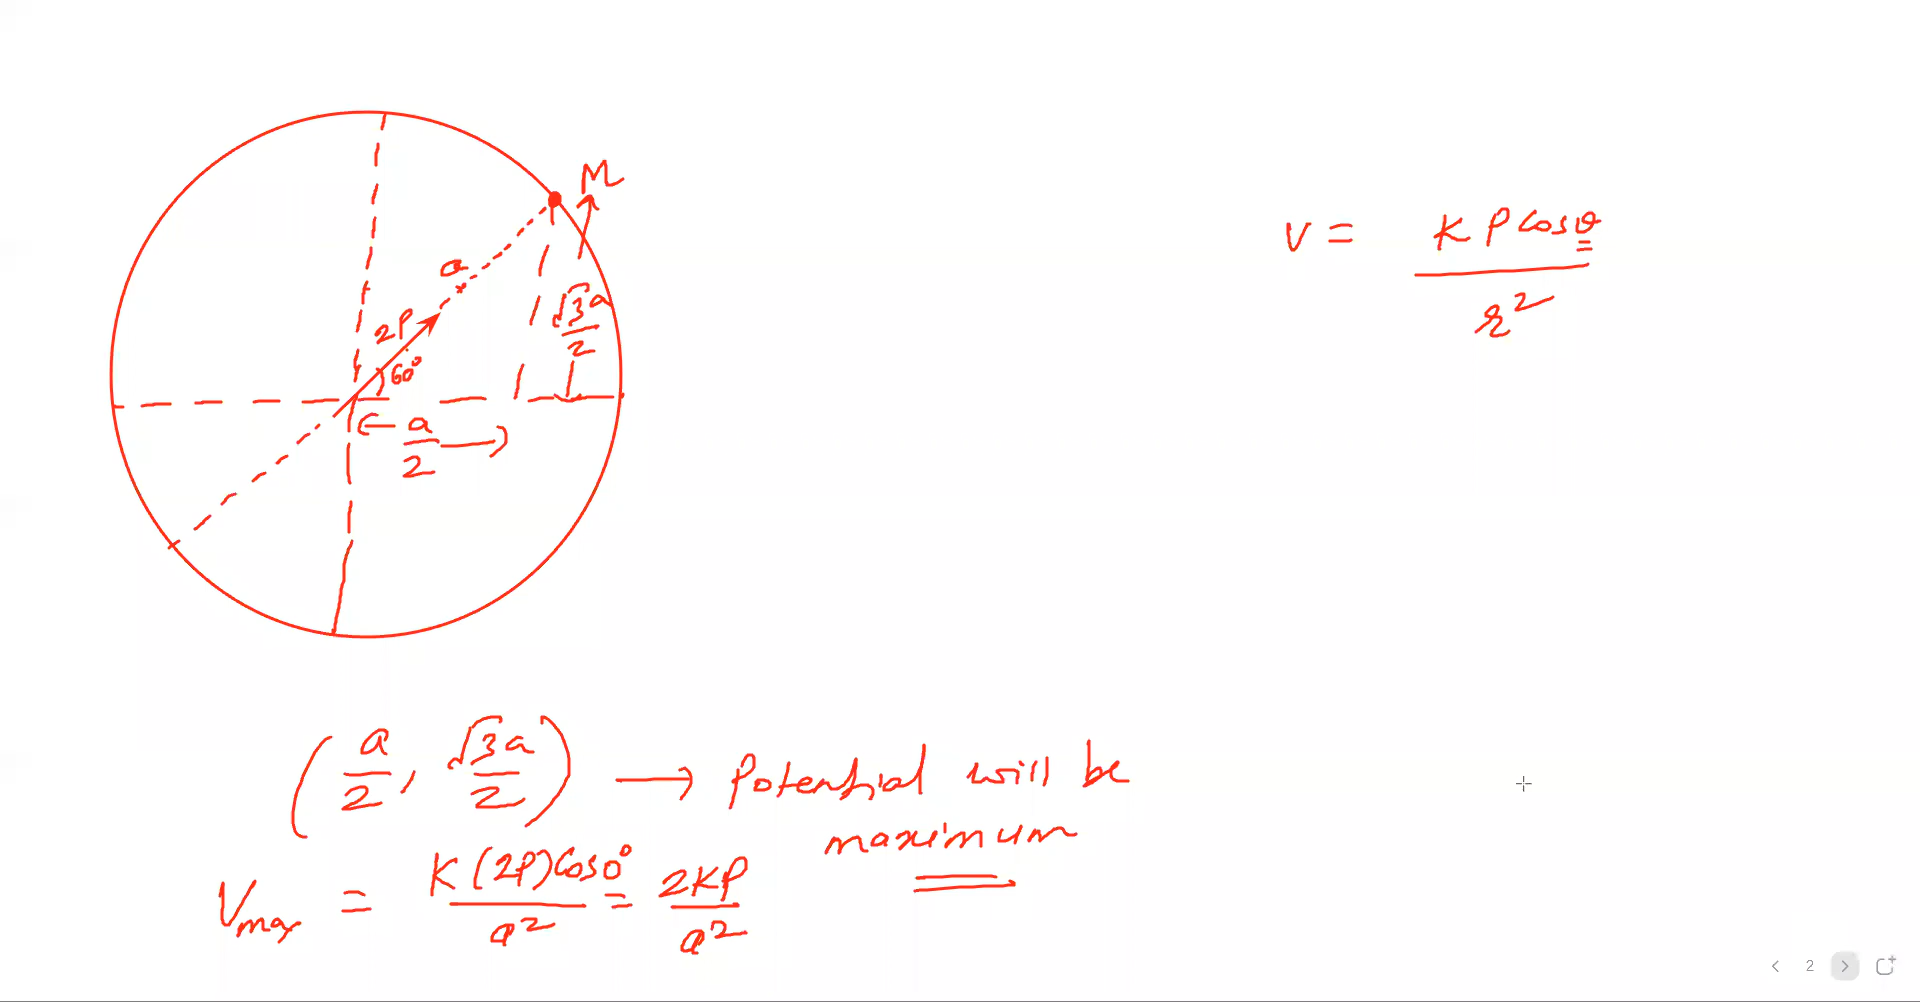 M
a
2P
60°
√3a/2
a/2
V = KPCosθ/r²
(a/2, √3a/2) → Potential will be
maximum
Vmax = K(2P)Cos0°/a² = 2KP/a²
2